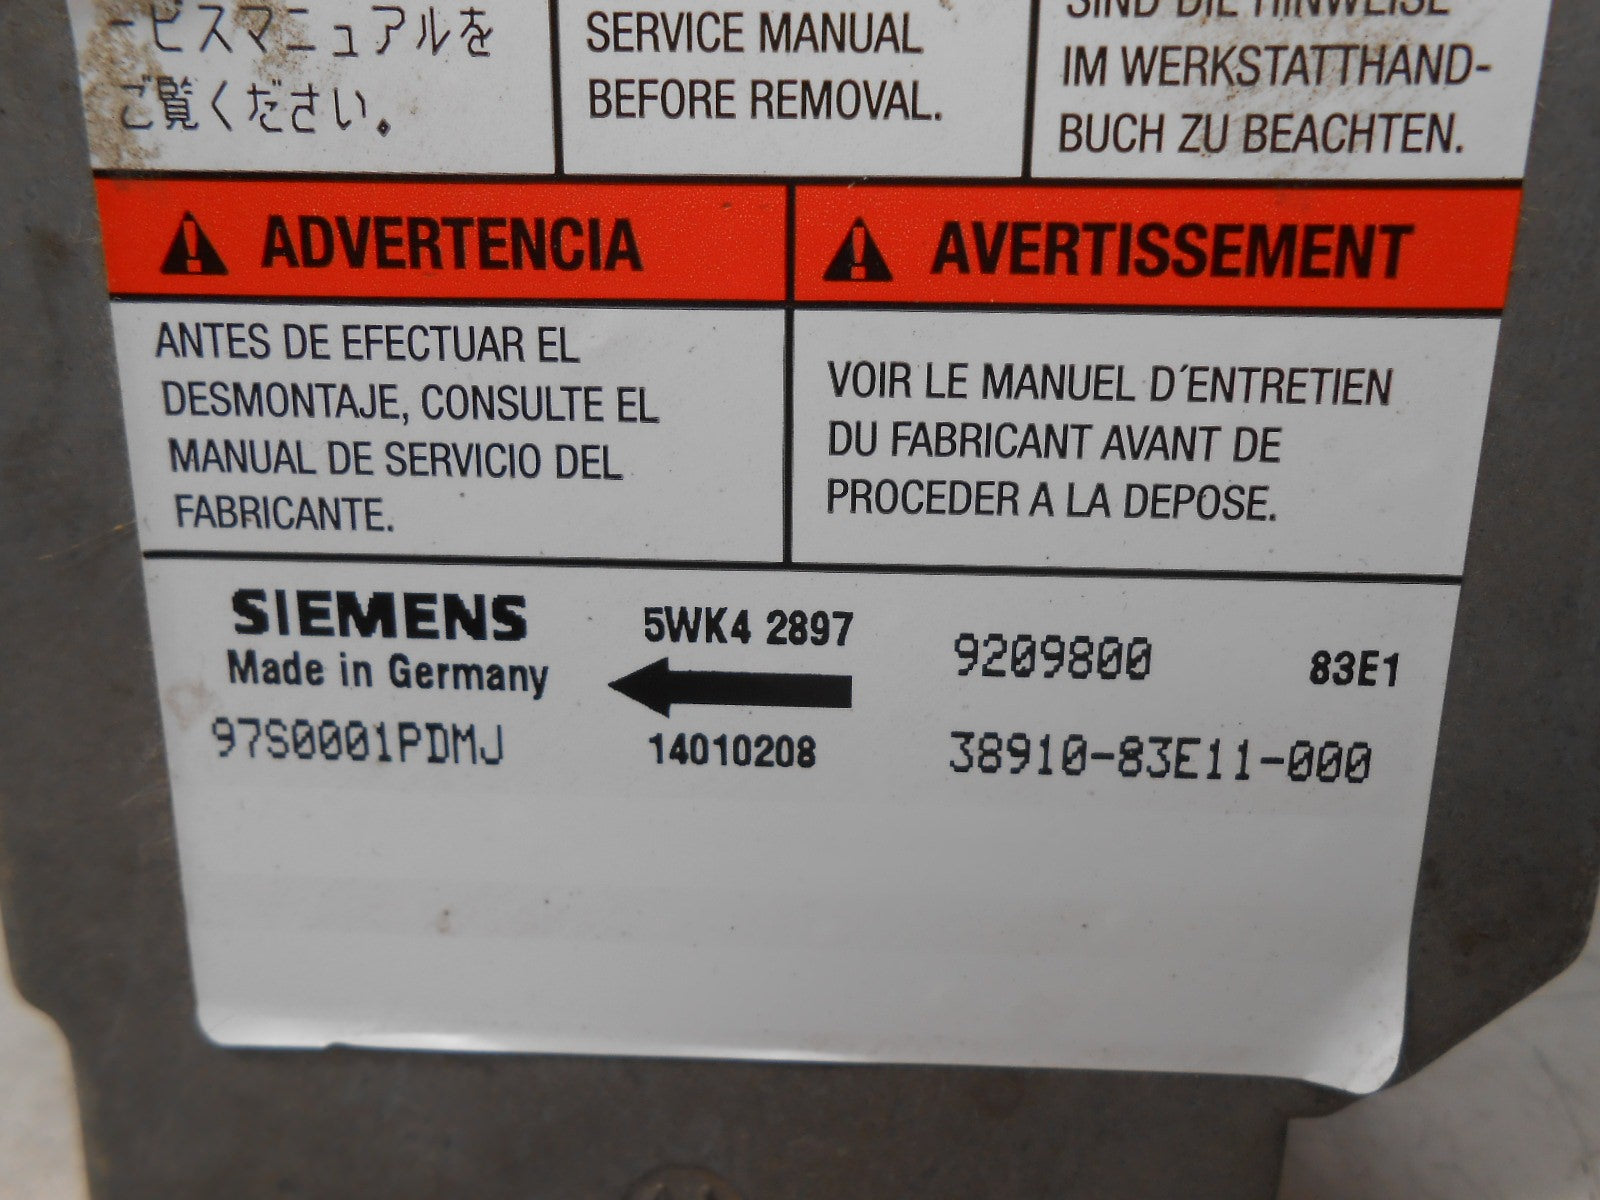 ービスマニュアルを
ご覧ください。
SERVICE MANUAL
BEFORE REMOVAL.
SIND DIE HINWEISE
IM WERKSTATTHAND-
BUCH ZU BEACHTEN.
ADVERTENCIA
ANTES DE EFECTUAR EL
DESMONTAJE, CONSULTE EL
MANUAL DE SERVICIO DEL
FABRICANTE.
AVERTISSEMENT
VOIR LE MANUEL D´ENTRETIEN
DU FABRICANT AVANT DE
PROCEDER A LA DEPOSE.
SIEMENS
Made in Germany
97S0001PDMJ
5WK4 2897
14010208
9209800 83E1
38910-83E11-000